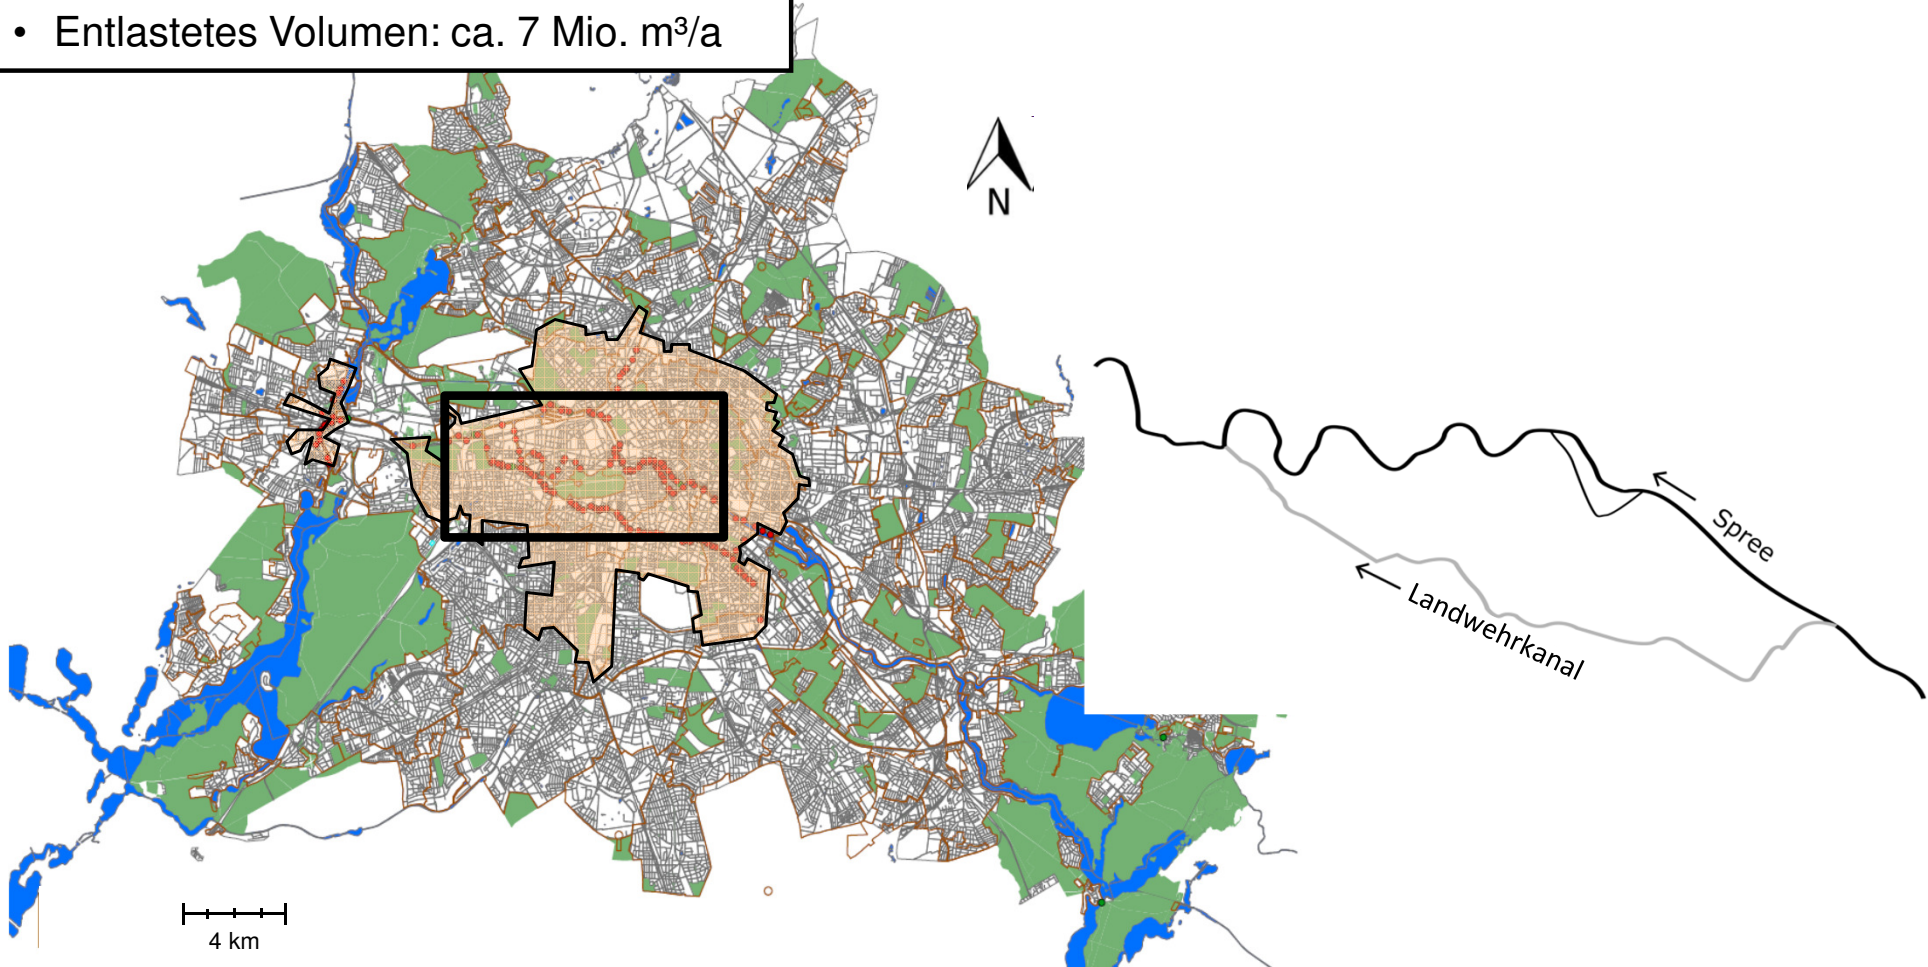 • Entlastetes Volumen: ca. 7 Mio. m³/a
N
Spree
Landwehrkanal
4 km